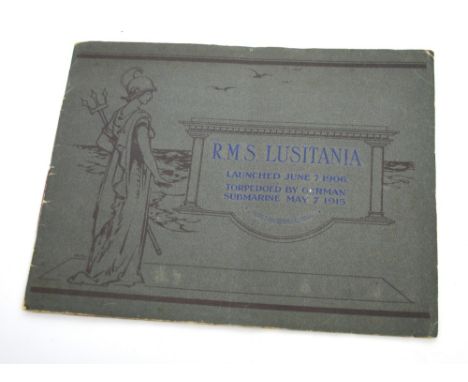 R.M.S. LUSITANIA
LAUNCHED JUNE 7 1906.
TORPEDOED BY GERMAN
SUBMARINE MAY 7 1915